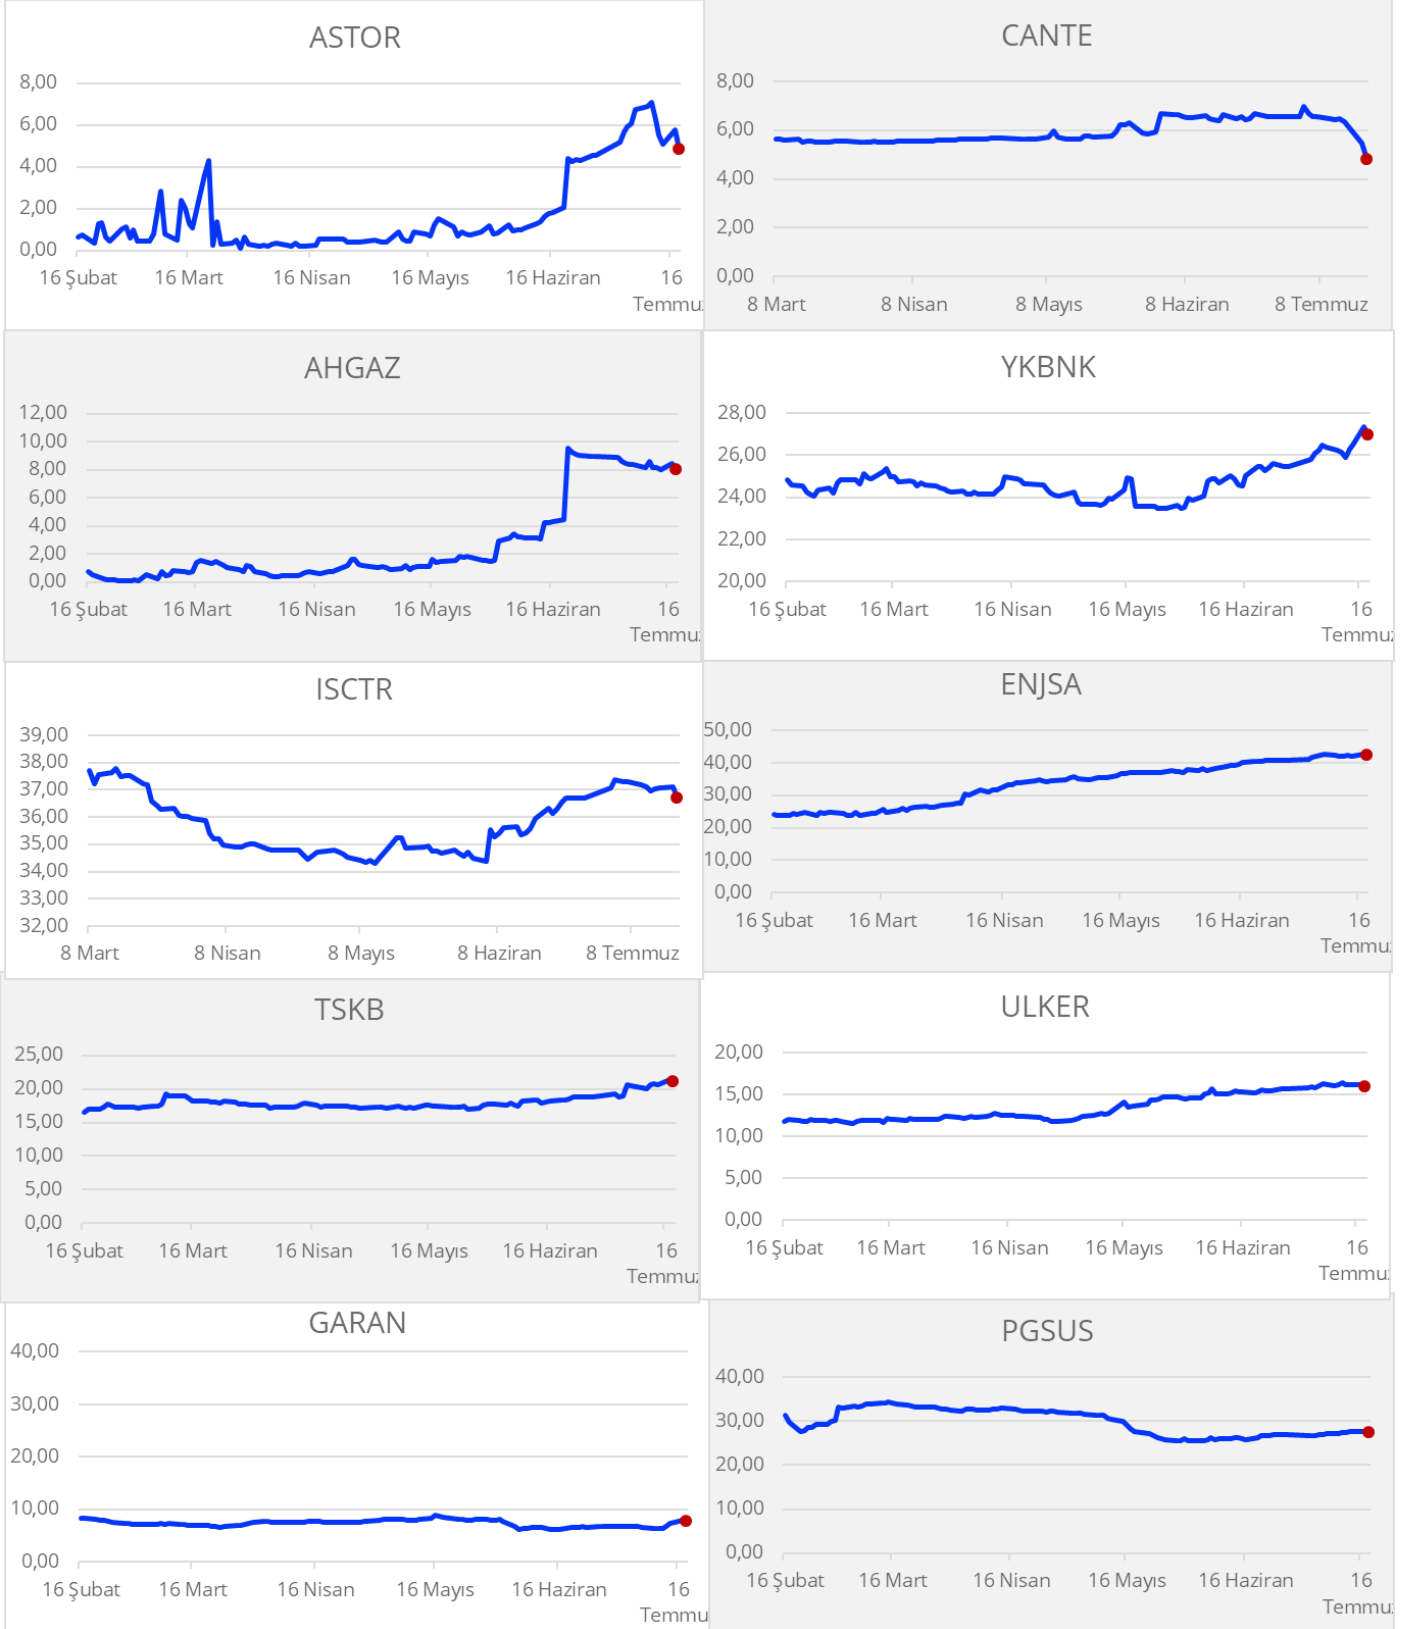 ASTOR
8,00
6,00
4,00
2,00
0,00
16 Şubat 16 Mart 16 Nisan 16 Mayıs 16 Haziran 16
Temmuz
CANTE
8,00
6,00
4,00
2,00
0,00
8 Mart 8 Nisan 8 Mayıs 8 Haziran 8 Temmuz
AHGAZ
12,00
10,00
8,00
6,00
4,00
2,00
0,00
16 Şubat 16 Mart 16 Nisan 16 Mayıs 16 Haziran 16
Temmuz
YKBNK
28,00
26,00
24,00
22,00
20,00
16 Şubat 16 Mart 16 Nisan 16 Mayıs 16 Haziran 16
Temmuz
ISCTR
39,00
38,00
37,00
36,00
35,00
34,00
33,00
32,00
8 Mart 8 Nisan 8 Mayıs 8 Haziran 8 Temmuz
ENJSA
50,00
40,00
30,00
20,00
10,00
0,00
16 Şubat 16 Mart 16 Nisan 16 Mayıs 16 Haziran 16
Temmuz
TSKB
25,00
20,00
15,00
10,00
5,00
0,00
16 Şubat 16 Mart 16 Nisan 16 Mayıs 16 Haziran 16
Temmuz
ULKER
20,00
15,00
10,00
5,00
0,00
16 Şubat 16 Mart 16 Nisan 16 Mayıs 16 Haziran 16
Temmuz
GARAN
40,00
30,00
20,00
10,00
0,00
16 Şubat 16 Mart 16 Nisan 16 Mayıs 16 Haziran 16
Temmu
PGSUS
40,00
30,00
20,00
10,00
0,00
16 Şubat 16 Mart 16 Nisan 16 Mayıs 16 Haziran 16
Temmuz